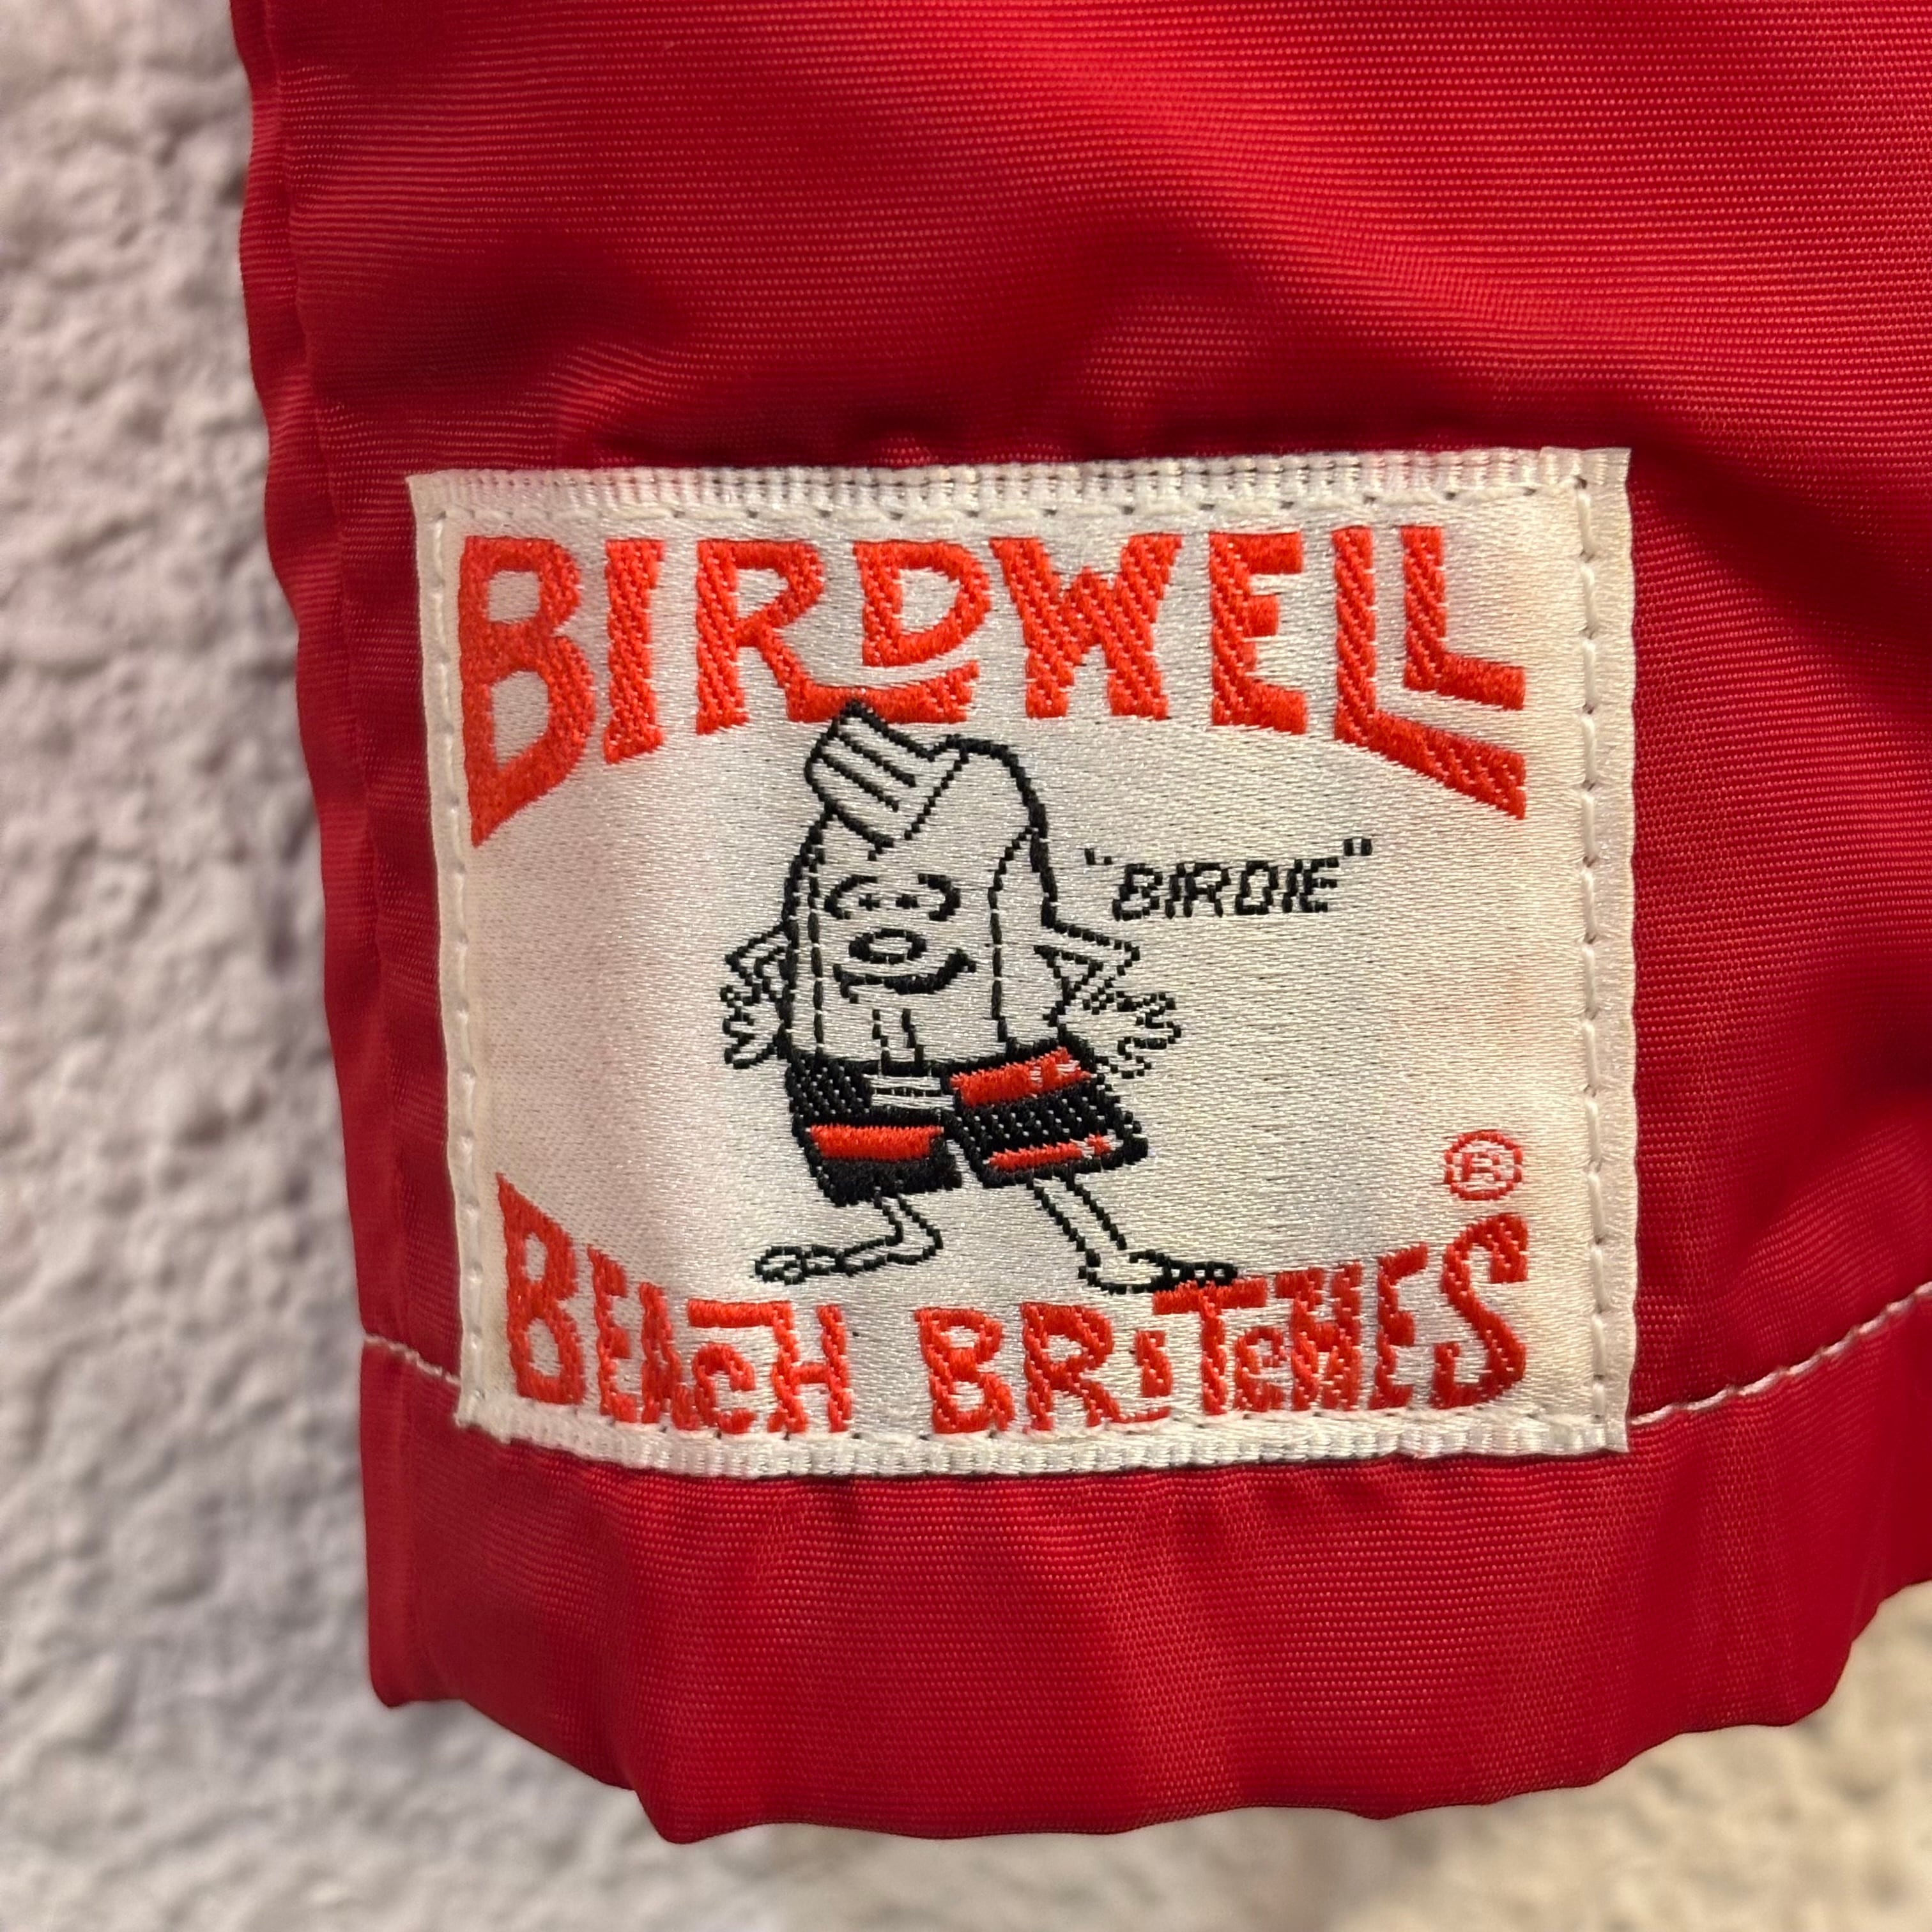 BIRDWELL
"BIRDIE"
®
BEACH BRITCHES